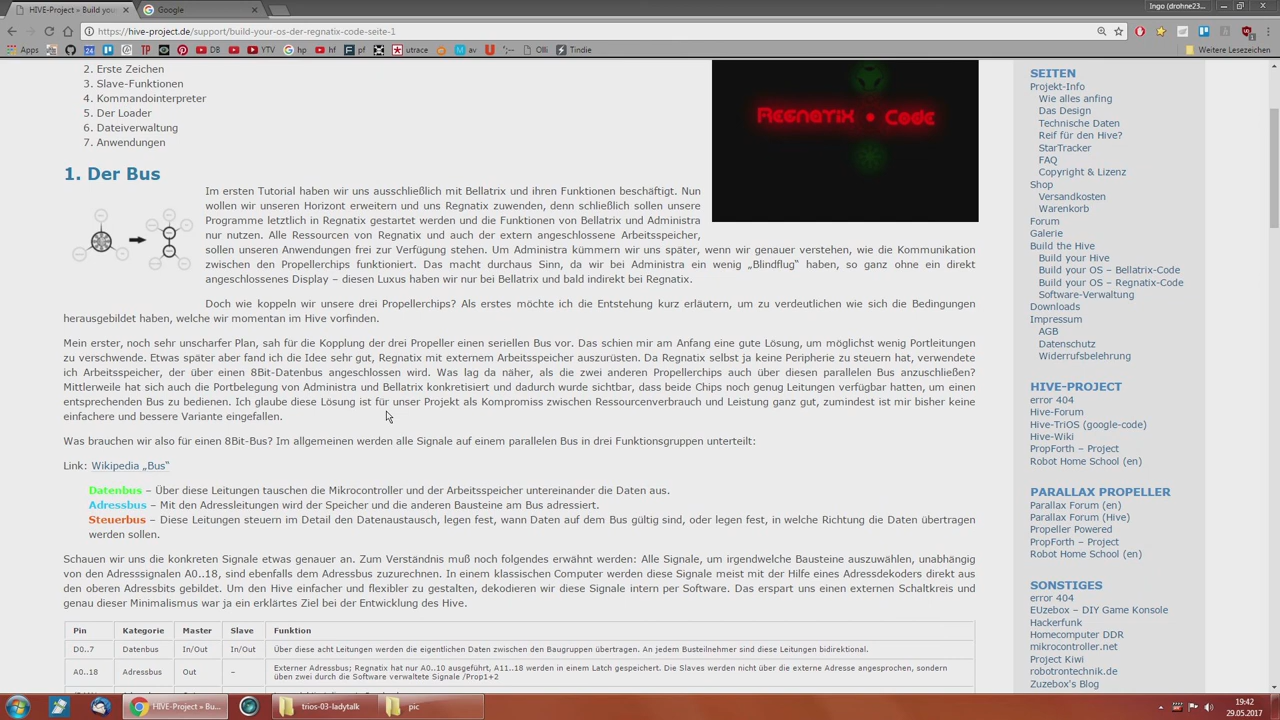 HIVE-Project » Build your
Google
Ingo (drohne23...
https://hive-project.de/support/build-your-os-der-regnatix-code-seite-1
Apps
24
TP
DB
YTV
hp
hf
pf
utrace
av
Olli
Tindie
Weitere Lesezeichen
2. Erste Zeichen
3. Slave-Funktionen
4. Kommandointerpreter
5. Der Loader
6. Dateiverwaltung
7. Anwendungen
Regnatix • Code
1. Der Bus
Im ersten Tutorial haben wir uns ausschließlich mit Bellatrix und ihren Funktionen beschäftigt. Nun
wollen wir unseren Horizont erweitern und uns Regnatix zuwenden, denn schließlich sollen unsere
Programme letztlich in Regnatix gestartet werden und die Funktionen von Bellatrix und Administra
nur nutzen. Alle Ressourcen von Regnatix und auch der extern angeschlossene Arbeitsspeicher,
sollen unseren Anwendungen frei zur Verfügung stehen. Um Administra kümmern wir uns später, wenn wir genauer verstehen, wie die Kommunikation
zwischen den Propellerchips funktioniert. Das macht durchaus Sinn, da wir bei Administra ein wenig „Blindflug“ haben, so ganz ohne ein direkt
angeschlossenes Display – diesen Luxus haben wir nur bei Bellatrix und bald indirekt bei Regnatix.
Doch wie koppeln wir unsere drei Propellerchips? Als erstes möchte ich die Entstehung kurz erläutern, um zu verdeutlichen wie sich die Bedingungen
herausgebildet haben, welche wir momentan im Hive vorfinden.
Mein erster, noch sehr unscharfer Plan, sah für die Kopplung der drei Propeller einen seriellen Bus vor. Das schien mir am Anfang eine gute Lösung, um möglichst wenig Portleitungen
zu verschwende. Etwas später aber fand ich die Idee sehr gut, Regnatix mit externem Arbeitsspeicher auszurüsten. Da Regnatix selbst ja keine Peripherie zu steuern hat, verwendete
ich Arbeitsspeicher, der über einen 8Bit-Datenbus angeschlossen wird. Was lag da näher, als die zwei anderen Propellerchips auch über diesen parallelen Bus anzuschließen?
Mittlerweile hat sich auch die Portbelegung von Administra und Bellatrix konkretisiert und dadurch wurde sichtbar, dass beide Chips noch genug Leitungen verfügbar hatten, um einen
entsprechenden Bus zu bedienen. Ich glaube diese Lösung ist für unser Projekt als Kompromiss zwischen Ressourcenverbrauch und Leistung ganz gut, zumindest ist mir bisher keine
einfachere und bessere Variante eingefallen.
Was brauchen wir also für einen 8Bit-Bus? Im allgemeinen werden alle Signale auf einem parallelen Bus in drei Funktionsgruppen unterteilt:
Link: Wikipedia „Bus“
Datenbus – Über diese Leitungen tauschen die Mikrocontroller und der Arbeitsspeicher untereinander die Daten aus.
Adressbus – Mit den Adressleitungen wird der Speicher und die anderen Bausteine am Bus adressiert.
Steuerbus – Diese Leitungen steuern im Detail den Datenaustausch, legen fest, wann Daten auf dem Bus gültig sind, oder legen fest, in welche Richtung die Daten übertragen
werden sollen.
Schauen wir uns die konkreten Signale etwas genauer an. Zum Verständnis muß noch folgendes erwähnt werden: Alle Signale, um irgendwelche Bausteine auszuwählen, unabhängig
von den Adresssignalen A0..18, sind ebenfalls dem Adressbus zuzurechnen. In einem klassischen Computer werden diese Signale meist mit der Hilfe eines Adressdekoders direkt aus
den oberen Adressbits gebildet. Um den Hive einfacher und flexibler zu gestalten, dekodieren wir diese Signale intern per Software. Das erspart uns einen externen Schaltkreis und
genau dieser Minimalismus war ja ein erklärtes Ziel bei der Entwicklung des Hive.
Pin Kategorie Master Slave Funktion
D0..7 Datenbus In/Out In/Out Über diese acht Leitungen werden die eigentlichen Daten zwischen den Baugruppen übertragen. An jedem Busteilnehmer sind diese Leitungen bidirektional.
A0..18 Adressbus Out – Externer Adressbus; Regnatix hat nur A0..10 ausgeführt, A11..18 werden in einem Latch gespeichert. Die Slaves werden nicht über die externe Adresse angesprochen, sondern
über zwei durch die Software verwaltete Signale /Prop1+2
SEITEN
Projekt-Info
Wie alles anfing
Das Design
Technische Daten
Reif für den Hive?
StarTracker
FAQ
Copyright & Lizenz
Shop
Versandkosten
Warenkorb
Forum
Galerie
Build the Hive
Build your Hive
Build your OS – Bellatrix-Code
Build your OS – Regnatix-Code
Software-Verwaltung
Downloads
Impressum
AGB
Datenschutz
Widerufsbelehrung
HIVE-PROJECT
error 404
Hive-Forum
Hive-TriOS (google-code)
Hive-Wiki
PropForth – Project
Robot Home School (en)
PARALLAX PROPELLER
Parallax Forum (en)
Parallax Forum (Hive)
Propeller Powered
PropForth – Project
Robot Home School (en)
SONSTIGES
error 404
EUzebox – DIY Game Konsole
Hackerfunk
Homecomputer DDR
mikrocontroller.net
Project Kiwi
robotrontechnik.de
Zuzebox's Blog
HIVE-Project » Bu...
trios-03-ladytalk
pic
19:42
29.05.2017